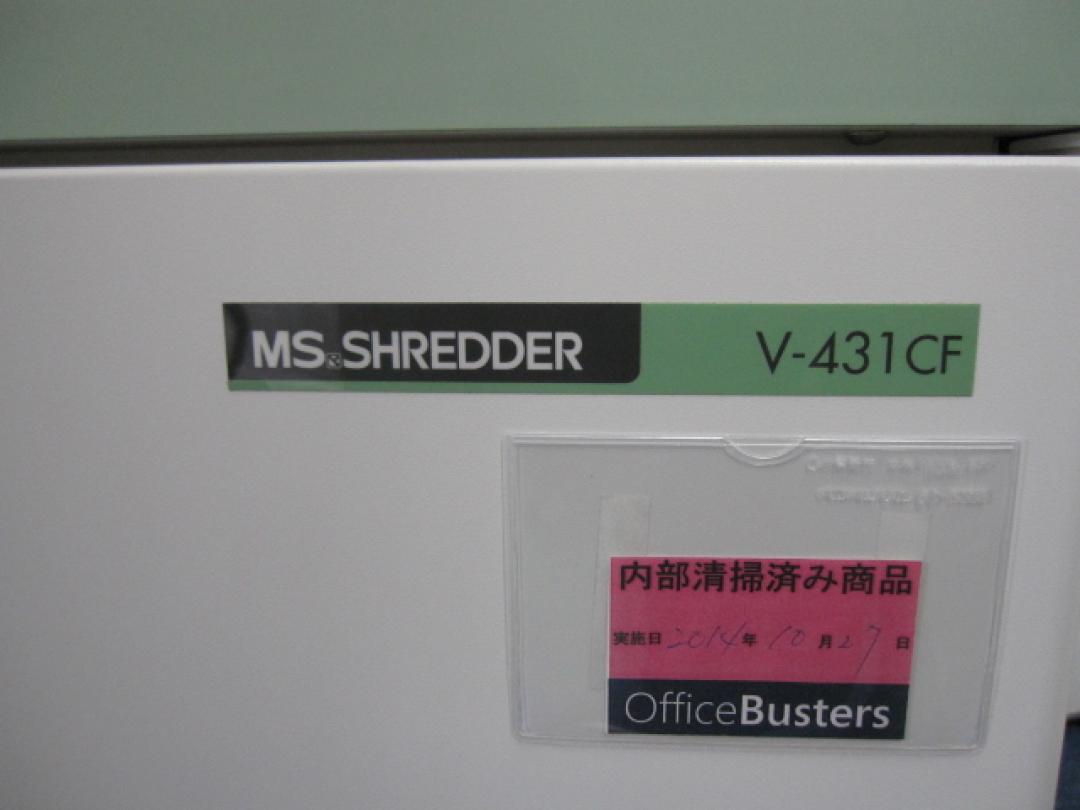 MS SHREDDER V-431CF
内部清掃済み商品
実施日 2014年 10月27日
OfficeBusters